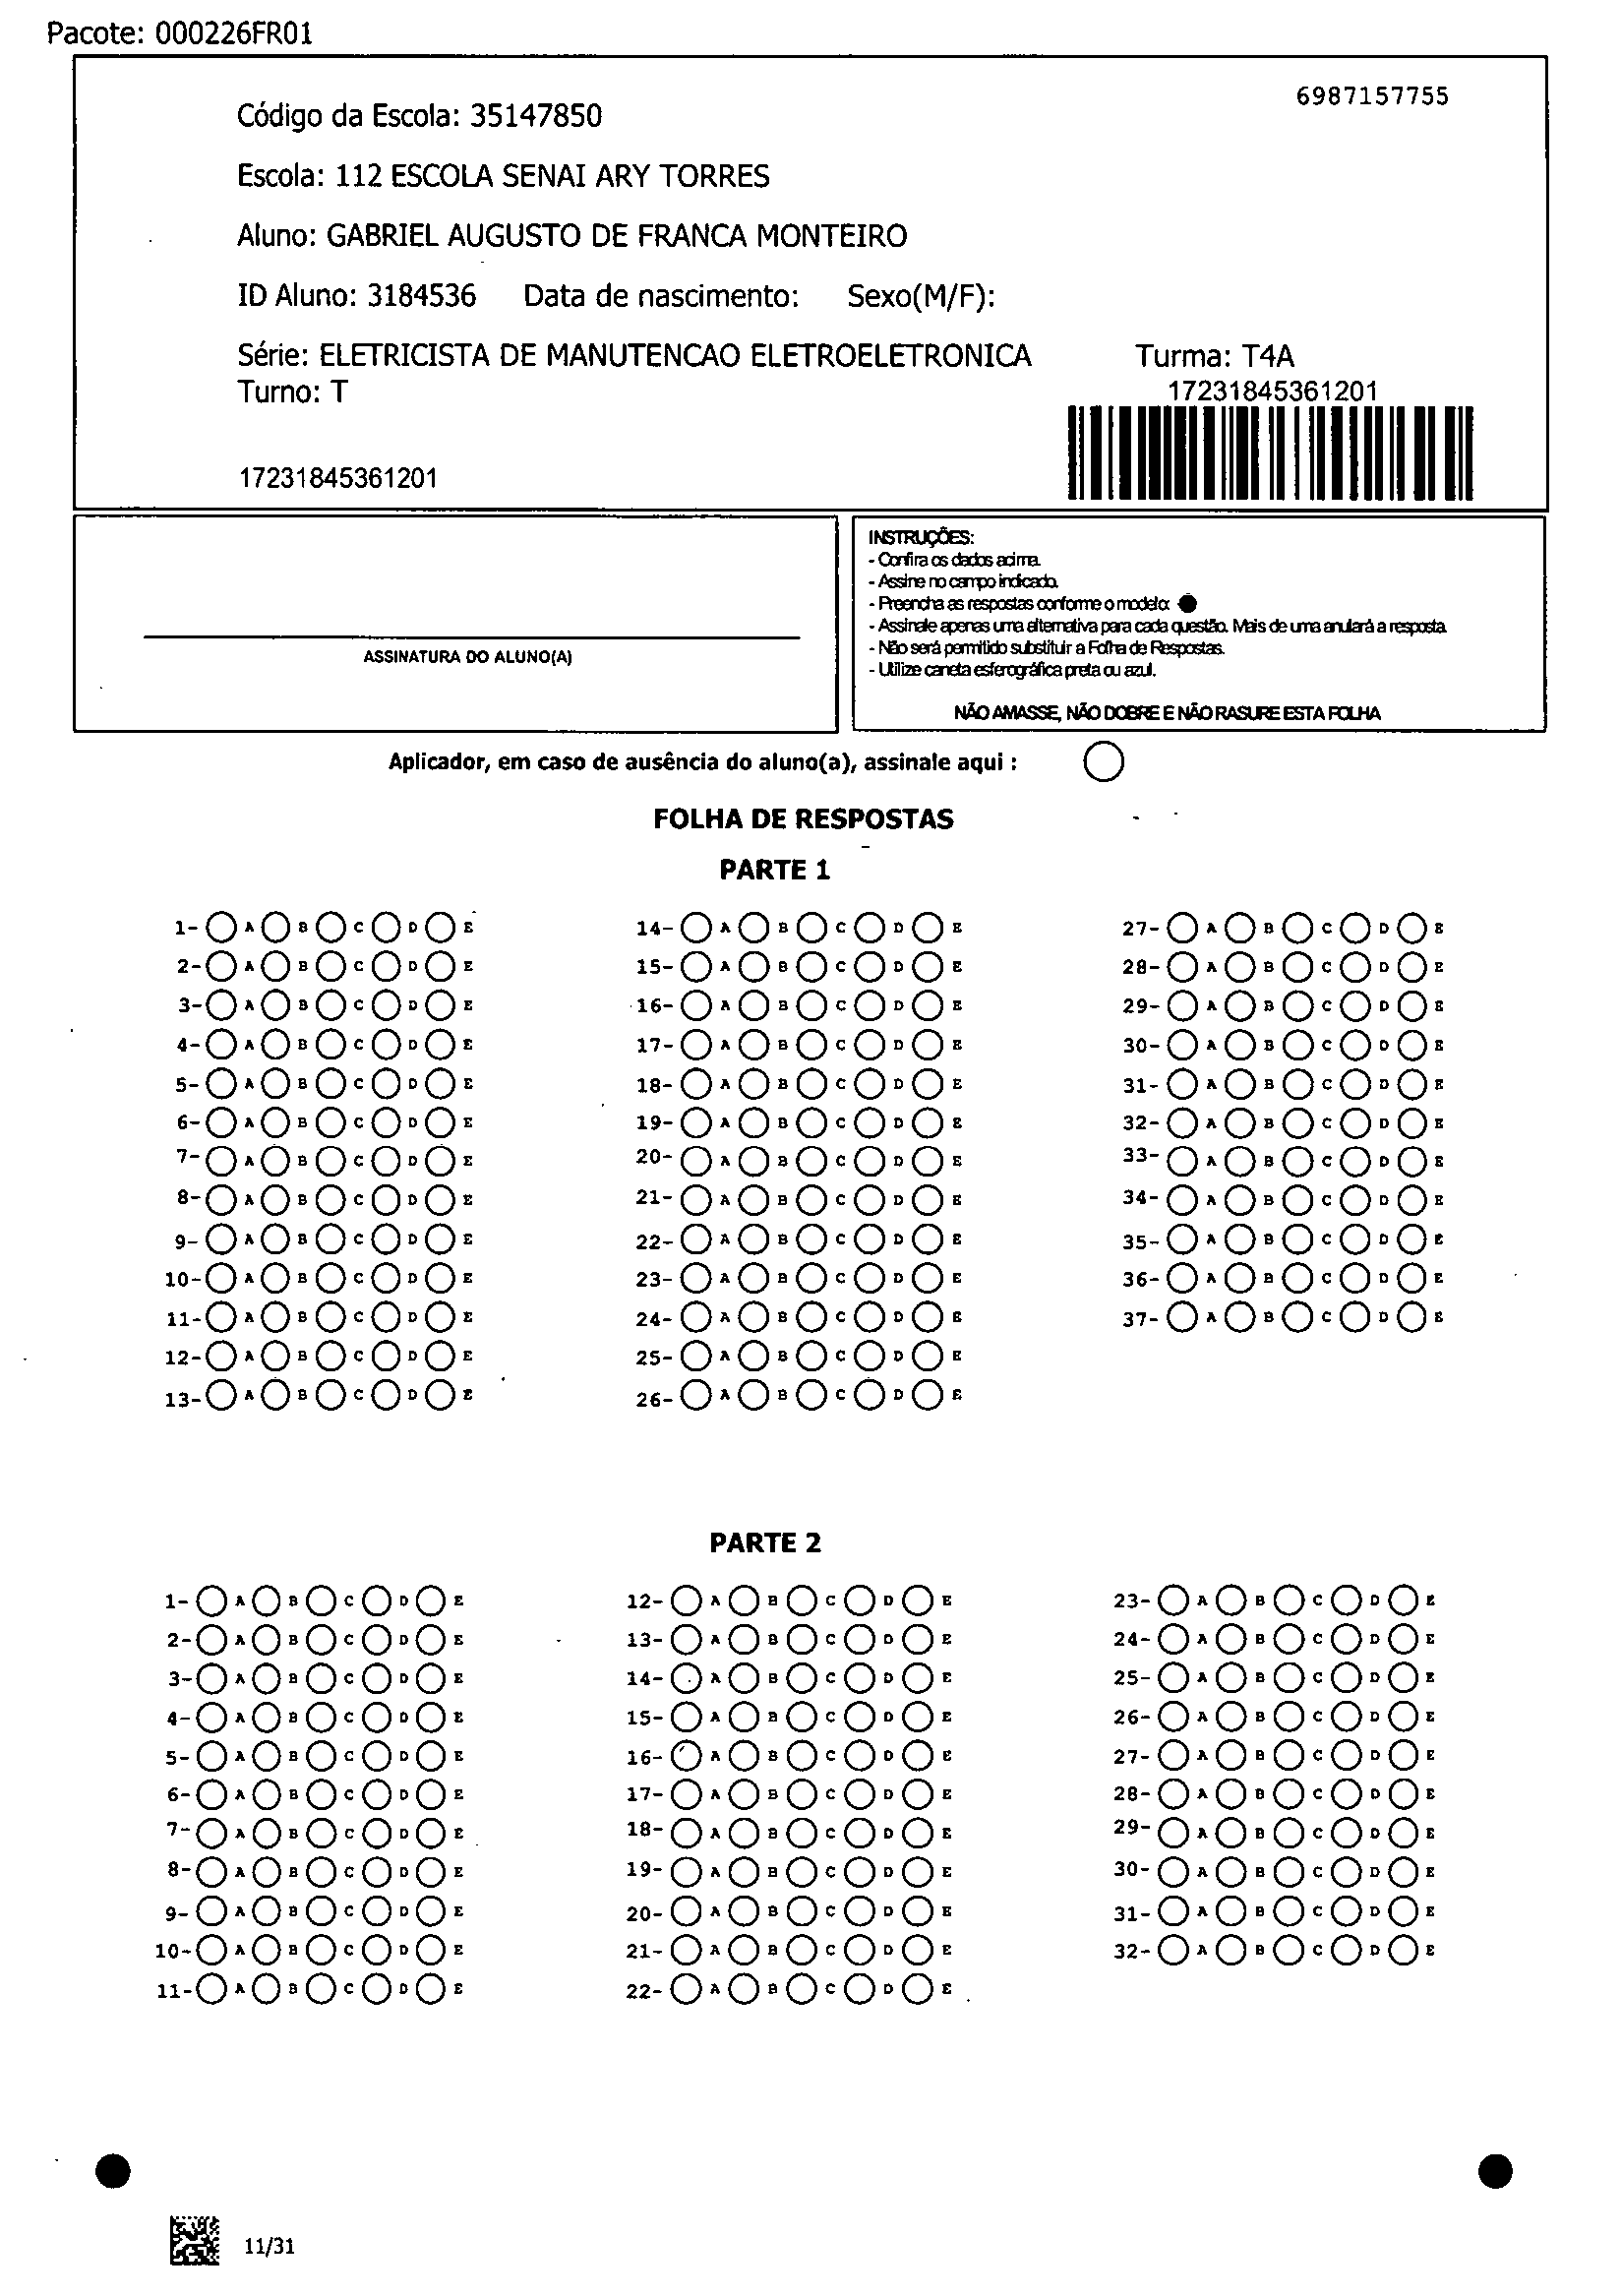 Pacote: 000226FR01
6987157755
Código da Escola: 35147850
Escola: 112 ESCOLA SENAI ARY TORRES
Aluno: GABRIEL AUGUSTO DE FRANCA MONTEIRO
ID Aluno: 3184536 Data de nascimento: Sexo(M/F):
Série: ELETRICISTA DE MANUTENCAO ELETROELETRONICA Turma: T4A
Turno: T 17231845361201
17231845361201
ASSINATURA DO ALUNO(A)
INSTRUÇÕES:
- Confira os dados acima.
- Assine no campo indicado.
- Preencha as respostas conforme o modelo:
- Assinale apenas uma alternativa para cada questão. Mais de uma anulará a resposta.
- Não será permitido substituir a Folha de Respostas.
- Utilize caneta esferográfica preta ou azul.
NÃO AMASSE, NÃO DOBRE E NÃO RASURE ESTA FOLHA
Aplicador, em caso de ausência do aluno(a), assinale aqui :
FOLHA DE RESPOSTAS
PARTE 1
1- A B C D E 14- A B C D E 27- A B C D E
2- A B C D E 15- A B C D E 28- A B C D E
3- A B C D E 16- A B C D E 29- A B C D E
4- A B C D E 17- A B C D E 30- A B C D E
5- A B C D E 18- A B C D E 31- A B C D E
6- A B C D E 19- A B C D E 32- A B C D E
7- A B C D E 20- A B C D E 33- A B C D E
8- A B C D E 21- A B C D E 34- A B C D E
9- A B C D E 22- A B C D E 35- A B C D E
10- A B C D E 23- A B C D E 36- A B C D E
11- A B C D E 24- A B C D E 37- A B C D E
12- A B C D E 25- A B C D E
13- A B C D E 26- A B C D E
PARTE 2
1- A B C D E 12- A B C D E 23- A B C D E
2- A B C D E 13- A B C D E 24- A B C D E
3- A B C D E 14- A B C D E 25- A B C D E
4- A B C D E 15- A B C D E 26- A B C D E
5- A B C D E 16- A B C D E 27- A B C D E
6- A B C D E 17- A B C D E 28- A B C D E
7- A B C D E 18- A B C D E 29- A B C D E
8- A B C D E 19- A B C D E 30- A B C D E
9- A B C D E 20- A B C D E 31- A B C D E
10- A B C D E 21- A B C D E 32- A B C D E
11- A B C D E 22- A B C D E
11/31